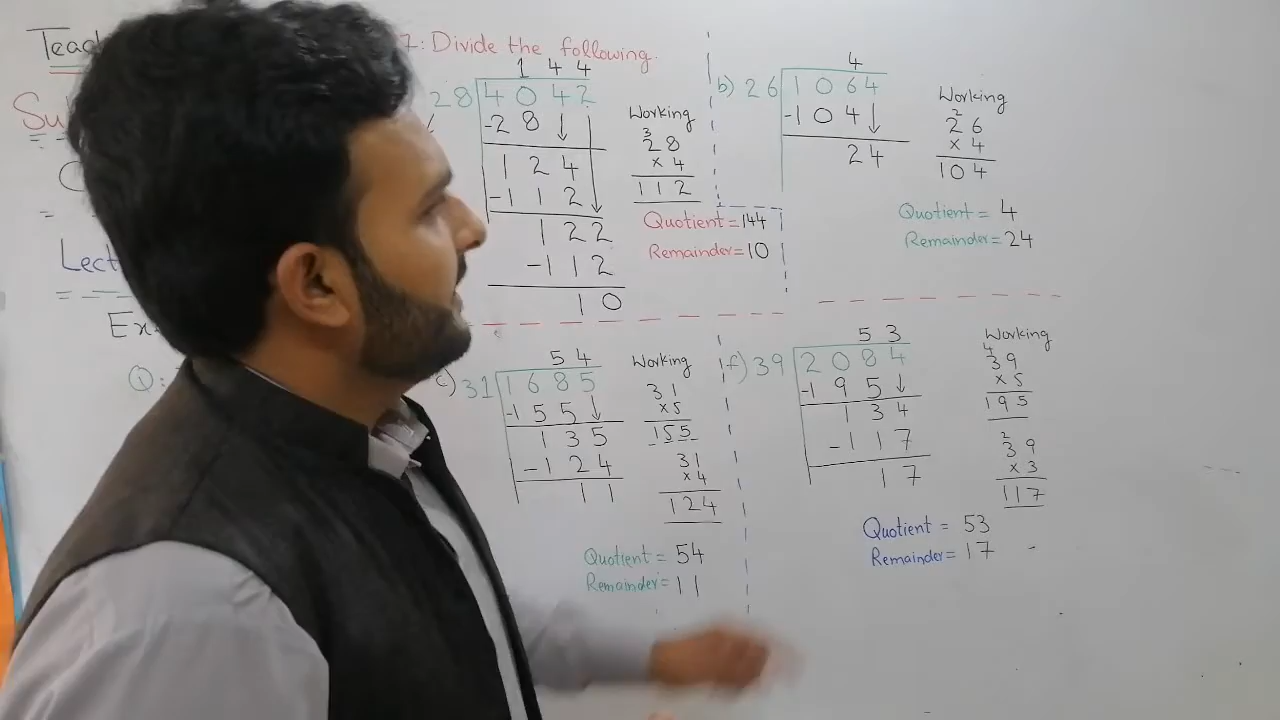 7: Divide the following.
1 4 4
28 4 0 4 2
-2 8
1 2 4
-1 1 2
1 2 2
-1 1 2
1 0
Working
3
2 8
x 4
1 1 2
Quotient = 144
Remainder = 10
4
b) 26 1 0 6 4
-1 0 4
2 4
Working
2
2 6
x 4
1 0 4
Quotient = 4
Remainder = 24
5 4
c) 31 1 6 8 5
-1 5 5
1 3 5
-1 2 4
1 1
Working
3 1
x 5
1 5 5
3 1
x 4
1 2 4
Quotient = 54
Remainder = 11
5 3
f) 39 2 0 8 4
-1 9 5
1 3 4
-1 1 7
1 7
Working
4
3 9
x 5
1 9 5
2
3 9
x 3
1 1 7
Quotient = 53
Remainder = 17